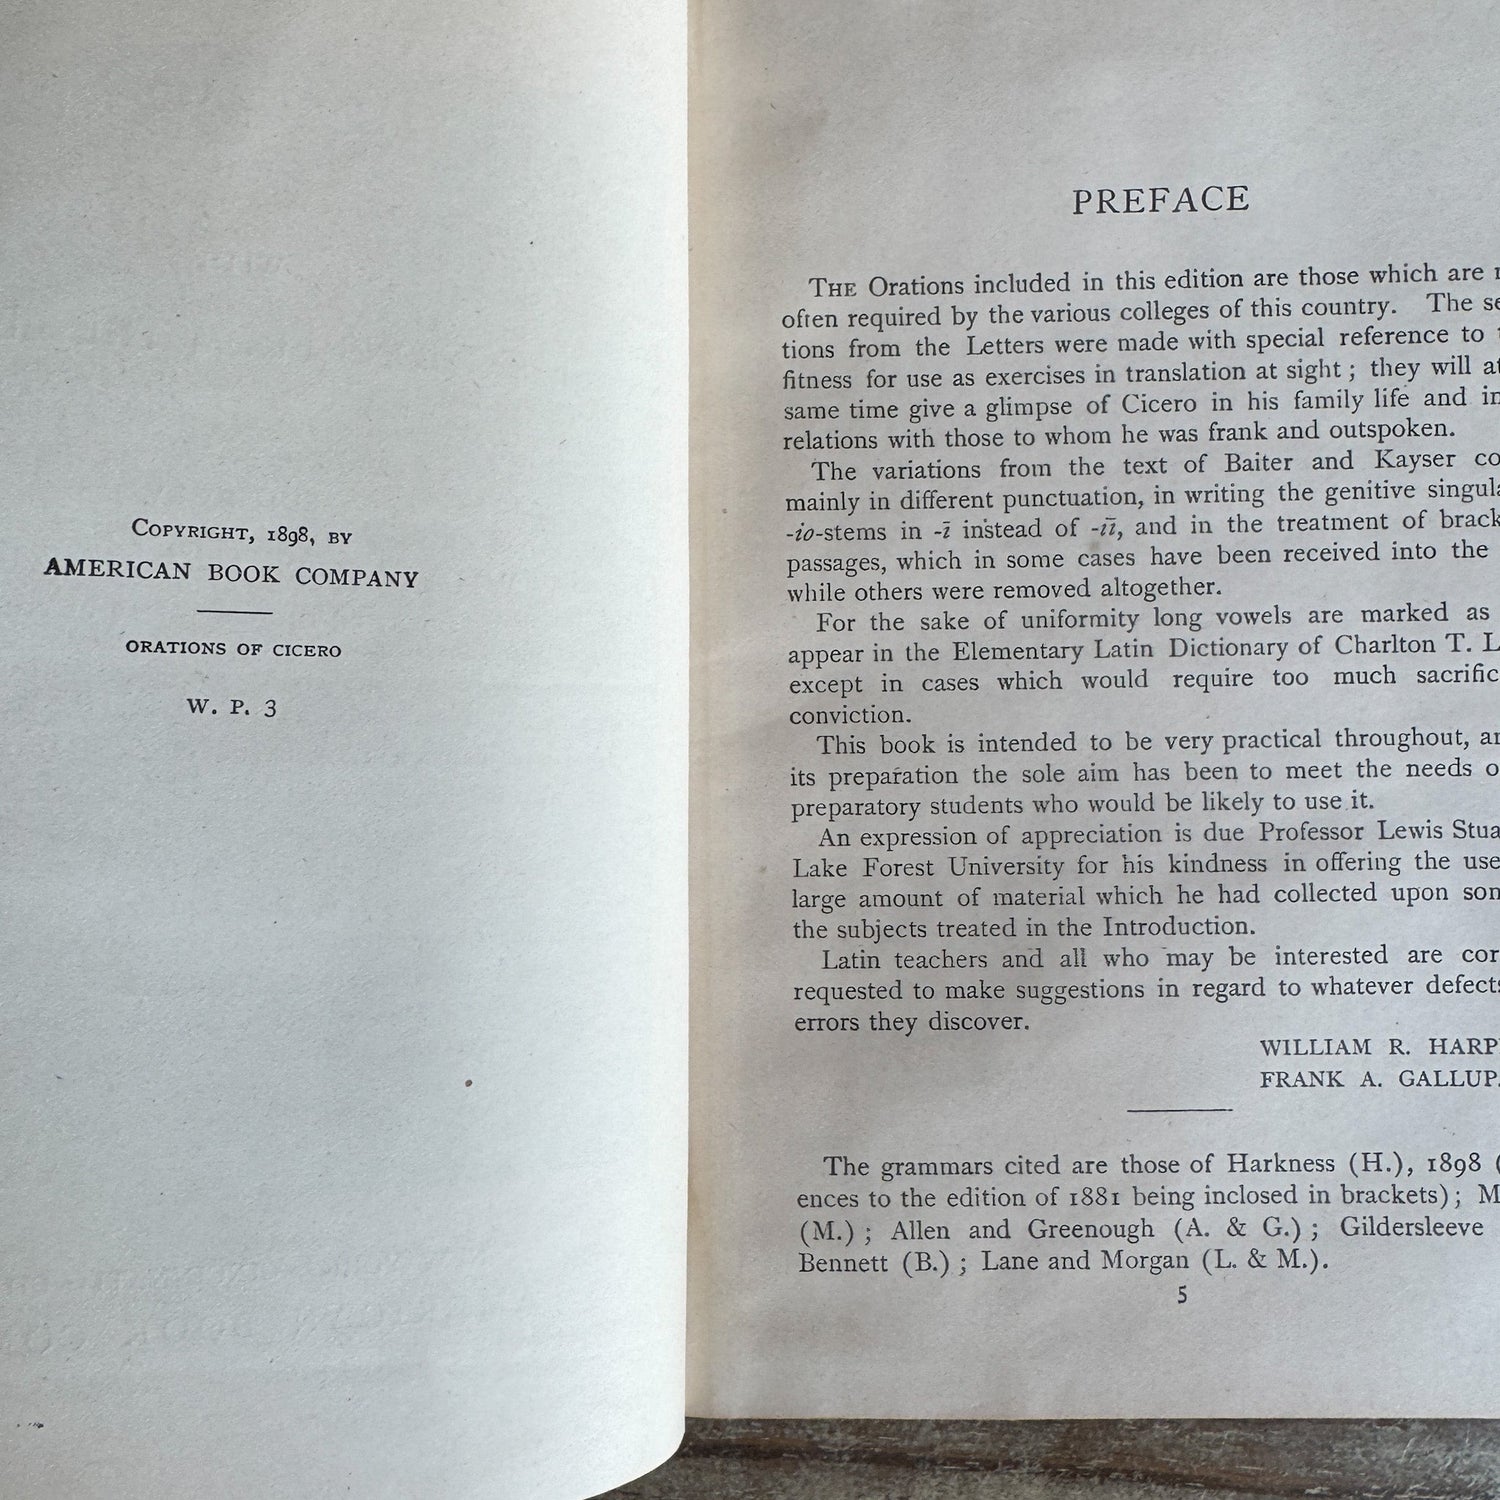 COPYRIGHT, 1898, BY
AMERICAN BOOK COMPANY
ORATIONS OF CICERO
W. P. 3
PREFACE
THE Orations included in this edition are those which are
often required by the various colleges of this country. The
tions from the Letters were made with special reference to
fitness for use as exercises in translation at sight; they will
same time give a glimpse of Cicero in his family life and
relations with those to whom he was frank and outspoken.
The variations from the text of Baiter and Kayser
mainly in different punctuation, in writing the genitive
-io-stems in -ī instead of -iī, and in the treatment of
passages, which in some cases have been received into the
while others were removed altogether.
For the sake of uniformity long vowels are marked as
appear in the Elementary Latin Dictionary of Charlton T.
except in cases which would require too much
conviction.
This book is intended to be very practical throughout,
its preparation the sole aim has been to meet the needs
preparatory students who would be likely to use it.
An expression of appreciation is due Professor Lewis
Lake Forest University for his kindness in offering the use
large amount of material which he had collected upon
the subjects treated in the Introduction.
Latin teachers and all who may be interested are
requested to make suggestions in regard to whatever
errors they discover.
WILLIAM R.
FRANK A. GALLUP.
The grammars cited are those of Harkness (H.), 1898
ences to the edition of 1881 being inclosed in brackets);
(M.); Allen and Greenough (A. & G.); Gildersleeve
Bennett (B.); Lane and Morgan (L. & M.).
5